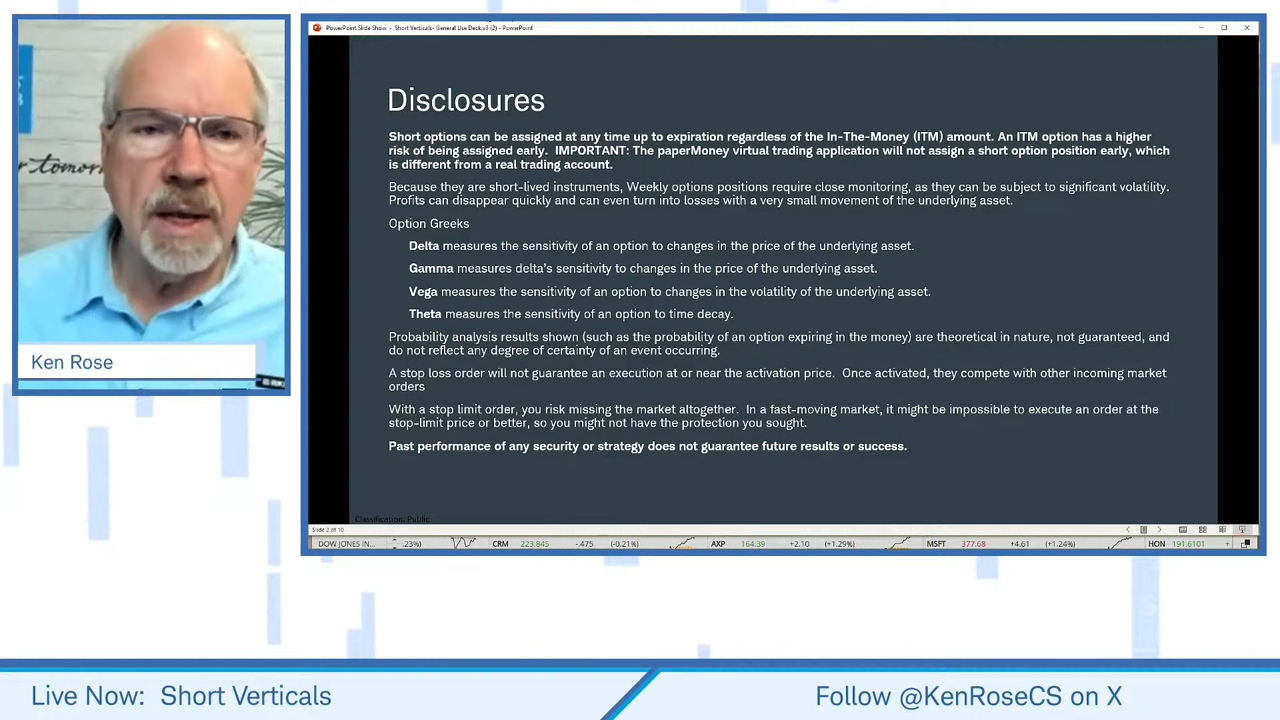 PowerPoint Slide Show - Short Verticals- General Use Deck.v3 (2) - PowerPoint
tomor
Ken Rose
Disclosures
Short options can be assigned at any time up to expiration regardless of the In-The-Money (ITM) amount. An ITM option has a higher
risk of being assigned early. IMPORTANT: The paperMoney virtual trading application will not assign a short option position early, which
is different from a real trading account.
Because they are short-lived instruments, Weekly options positions require close monitoring, as they can be subject to significant volatility.
Profits can disappear quickly and can even turn into losses with a very small movement of the underlying asset.
Option Greeks
Delta measures the sensitivity of an option to changes in the price of the underlying asset.
Gamma measures delta's sensitivity to changes in the price of the underlying asset.
Vega measures the sensitivity of an option to changes in the volatility of the underlying asset.
Theta measures the sensitivity of an option to time decay.
Probability analysis results shown (such as the probability of an option expiring in the money) are theoretical in nature, not guaranteed, and
do not reflect any degree of certainty of an event occurring.
A stop loss order will not guarantee an execution at or near the activation price. Once activated, they compete with other incoming market
orders
With a stop limit order, you risk missing the market altogether. In a fast-moving market, it might be impossible to execute an order at the
stop-limit price or better, so you might not have the protection you sought.
Past performance of any security or strategy does not guarantee future results or success.
Classification: Public
Slide 2 of 10
DOW JONES IN... .23%) CRM 223.845 -.475 (-0.21%) AXP 164.39 +2.10 (+1.29%) MSFT 377.68 +4.61 (+1.24%) HON 191.6101 +
Live Now: Short Verticals
Follow @KenRoseCS on X